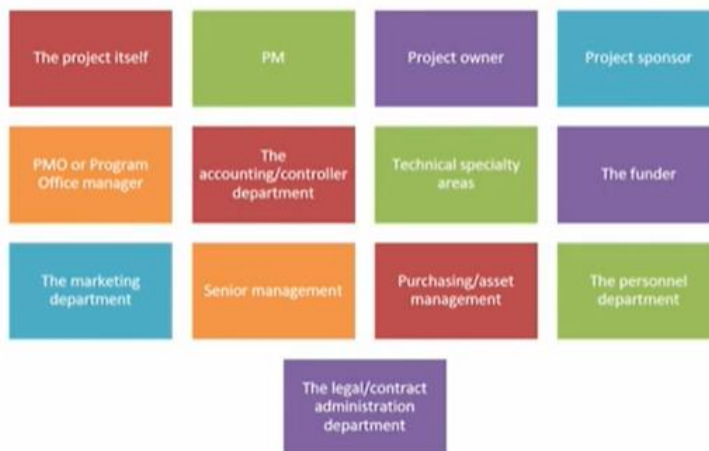 The project itself
PM
Project owner
Project sponsor
PMO or Program
Office manager
The
accounting/controller
department
Technical specialty
areas
The funder
The marketing
department
Senior management
Purchasing/asset
management
The personnel
department
The legal/contract
administration
department